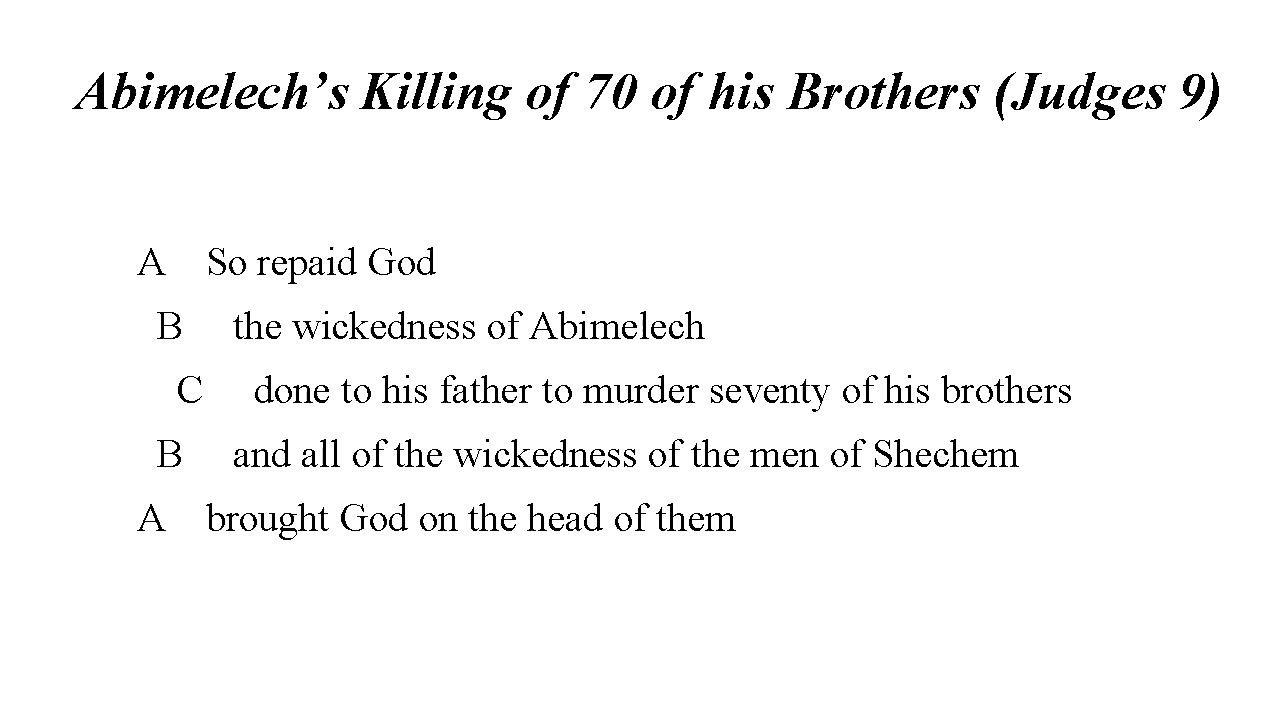 Abimelech’s Killing of 70 of his Brothers (Judges 9)
A So repaid God
B the wickedness of Abimelech
C done to his father to murder seventy of his brothers
B and all of the wickedness of the men of Shechem
A brought God on the head of them